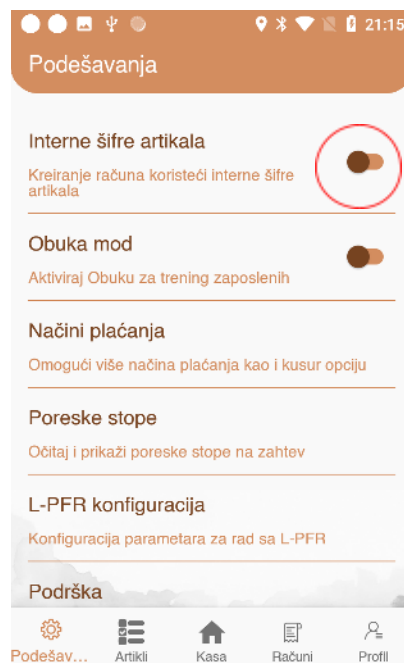 21:15
Podešavanja
Interne šifre artikala
Kreiranje računa koristeći interne šifre
artikala
Obuka mod
Aktiviraj Obuku za trening zaposlenih
Načini plaćanja
Omogući više načina plaćanja kao i kusur opciju
Poreske stope
Očitaj i prikaži poreske stope na zahtev
L-PFR konfiguracija
Konfiguracija parametara za rad sa L-PFR
Podrška
Podešav... Artikli Kasa Računi Profil